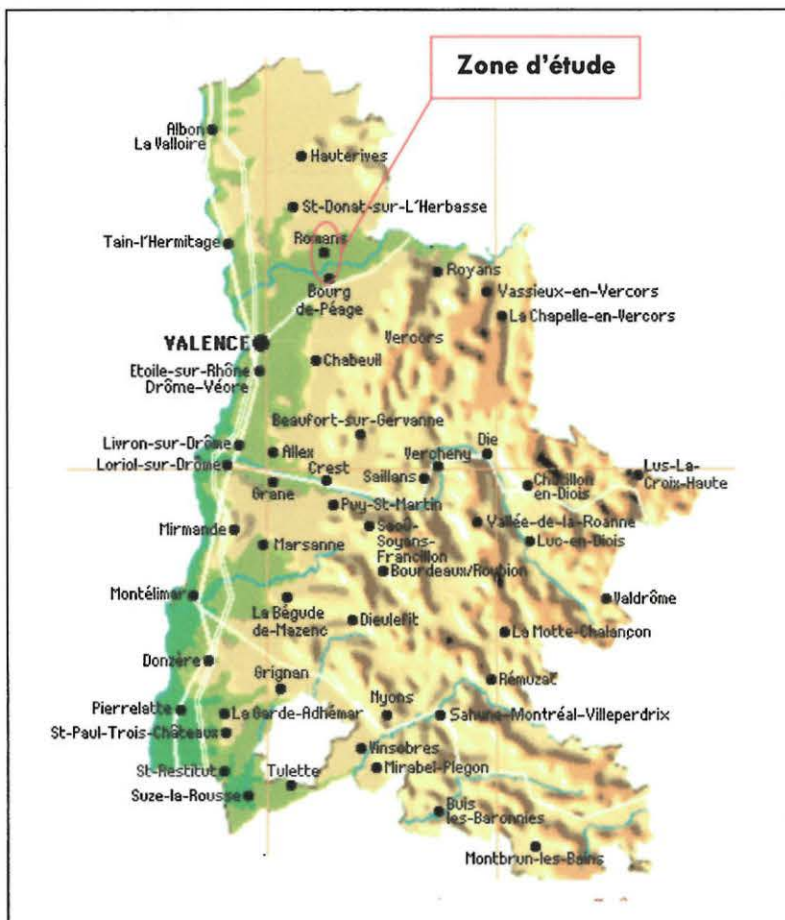 Zone d'étude
Albon
La Valloire
Hauterives
St-Donat-sur-L'Herbasse
Tain-l'Hermitage
Romans
Royans
Bourg
de-Péage
Vassieux-en-Vercors
La Chapelle-en-Vercors
Vercors
VALENCE
Chabeuil
Etoile-sur-Rhône
Drôme-Véore
Beaufort-sur-Gervanne
Livron-sur-Drôme
Allex
Die
Vercheny
Loriol-sur-Drôme
Crest
Saillans
Lus-La-
Croix-Haute
Grane
Châtillon
en-Diois
Puy-St-Martin
Mirmande
Saoû-
Soyans-
Francillon
Vallée-de-la-Roanne
Marsanne
Luc-en-Diois
Bourdeaux/Roubion
Montélimar
La Bégude
de-Mazenc
Valdrôme
Dieulefit
La Motte-Chalançon
Donzère
Grignan
Rémuzat
Pierrelatte
La Garde-Adhémar
Nyons
Sahune-Montréal-Villeperdrix
St-Paul-Trois-Châteaux
Vinsobres
St-Restitut
Tulette
Mirabel-Piegon
Suze-la-Rousse
Buis
les-Baronnies
Montbrun-les-Bains